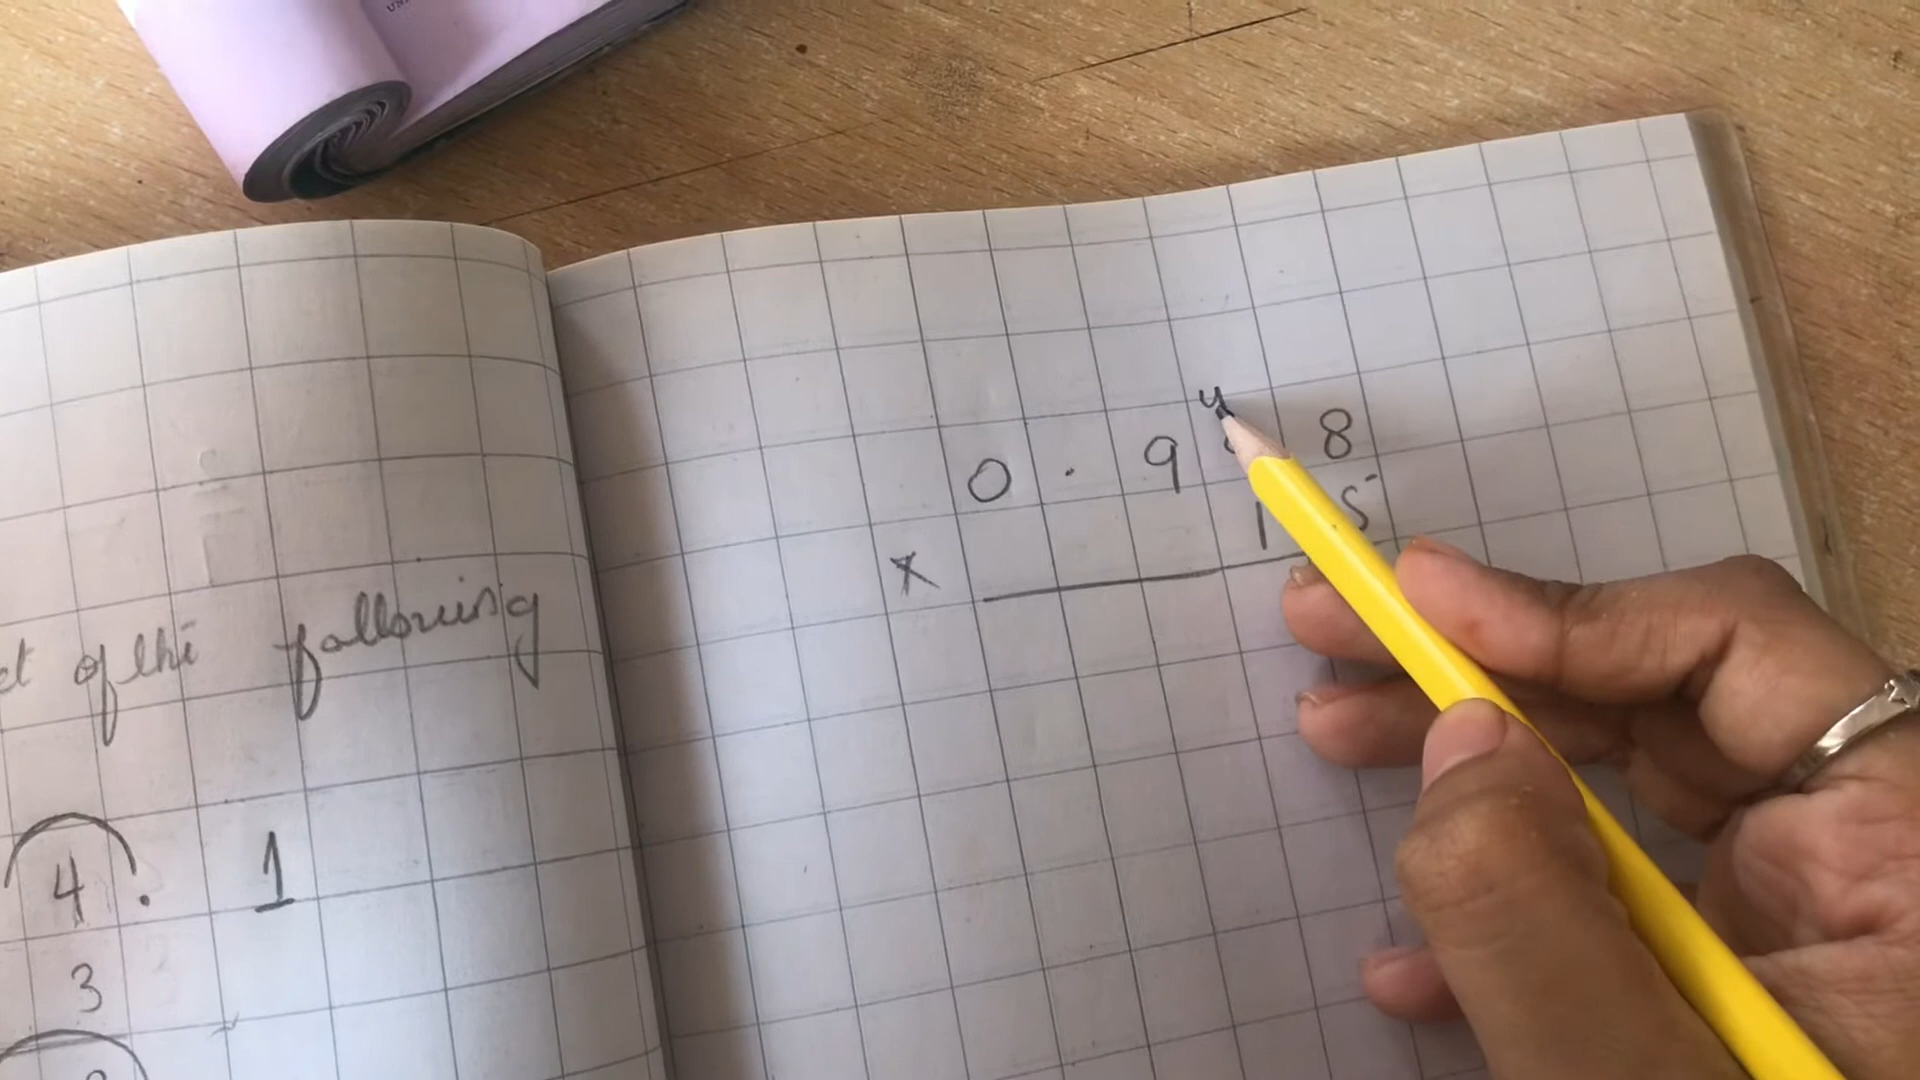 of the following
4 . 1
3
4
0 . 9 8
1 5
x